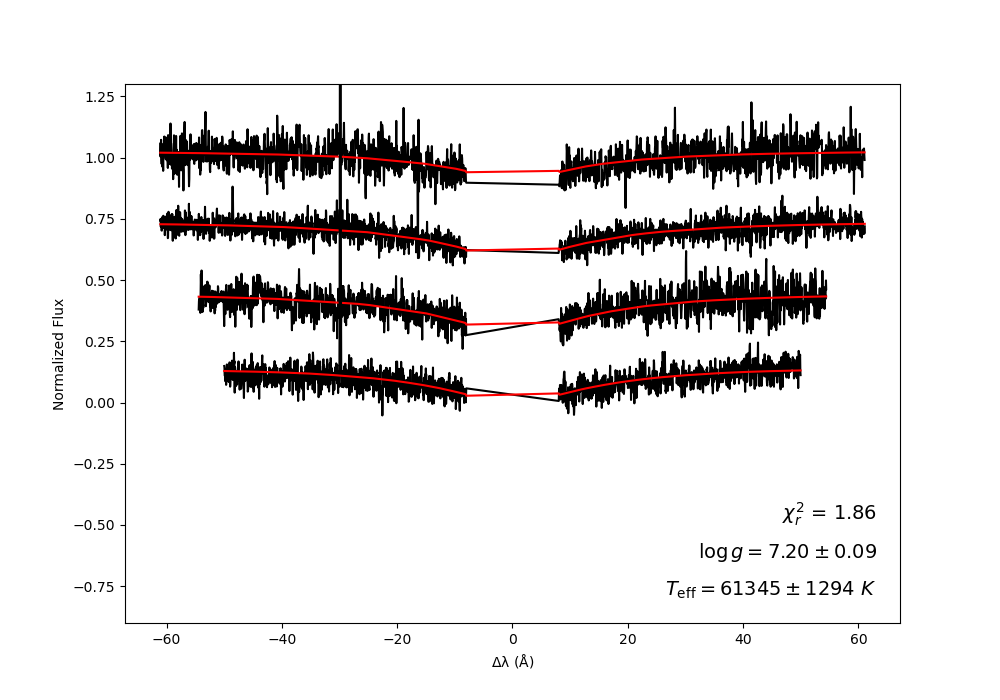 1.25
1.00
0.75
0.50
0.25
0.00
−0.25
−0.50
−0.75
Normalized Flux
χ²ᵣ = 1.86
log g = 7.20 ± 0.09
T_eff = 61345 ± 1294 K
−60 −40 −20 0 20 40 60
Δλ (Å)